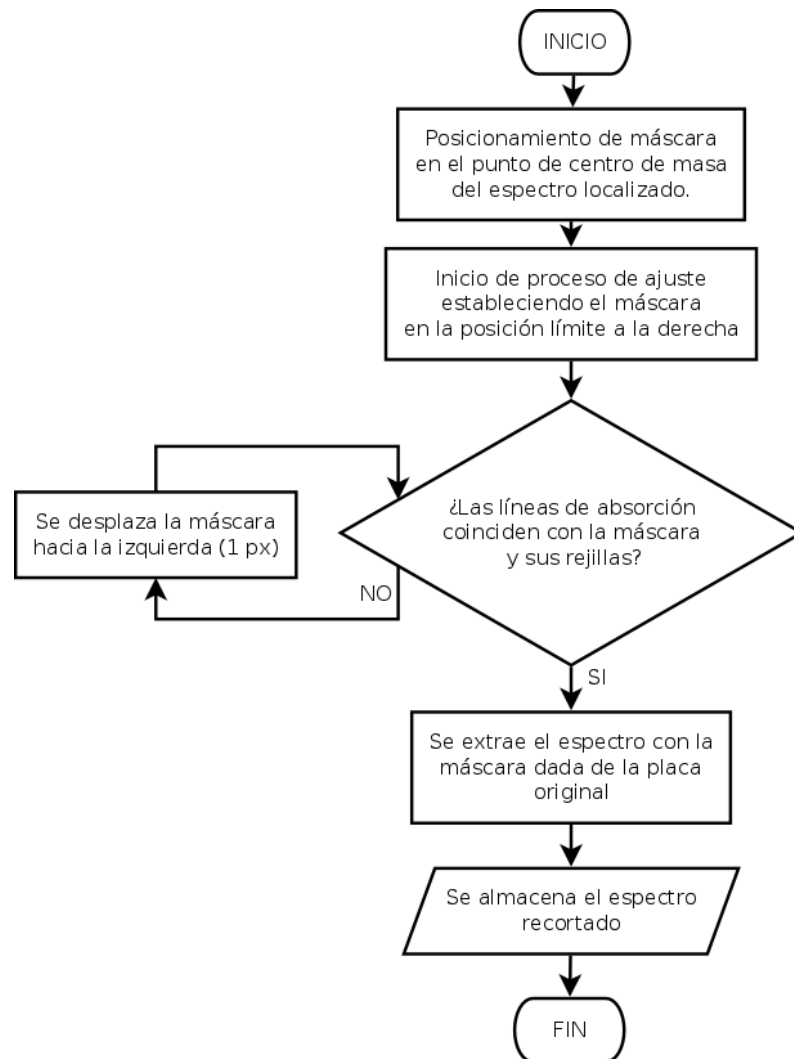 INICIO
Posicionamiento de máscara
en el punto de centro de masa
del espectro localizado.
Inicio de proceso de ajuste
estableciendo el máscara
en la posición límite a la derecha
¿Las líneas de absorción
coinciden con la máscara
y sus rejillas?
Se desplaza la máscara
hacia la izquierda (1 px)
NO
SI
Se extrae el espectro con la
máscara dada de la placa
original
Se almacena el espectro
recortado
FIN